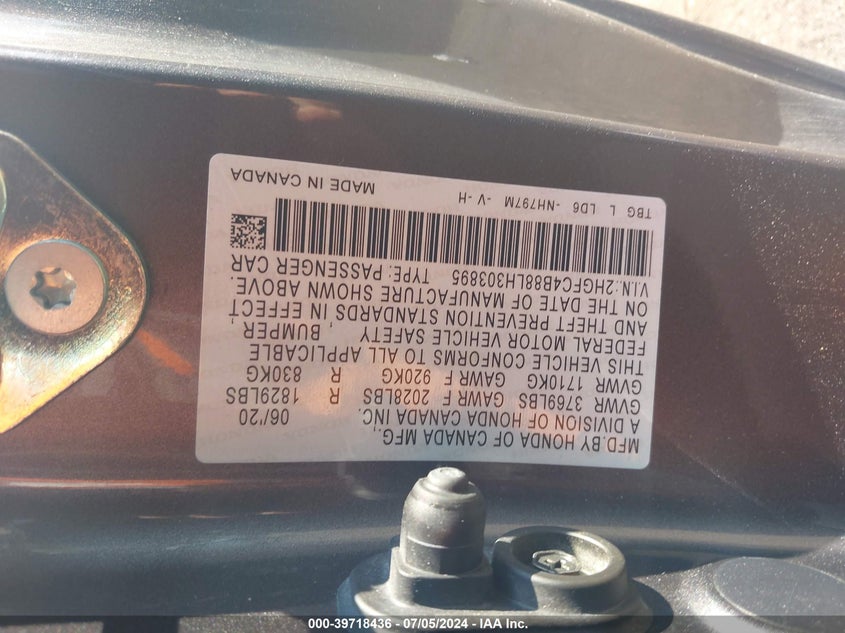 MFD.BY HONDA OF CANADA MFG.,
A DIVISION OF HONDA CANADA INC. 06/'20
GVWR 3769LBS GAWR F 2028LBS R 1829LBS
GVWR 1710KG GAWR F 920KG R 830KG
THIS VEHICLE CONFORMS TO ALL APPLICABLE
FEDERAL MOTOR VEHICLE SAFETY , BUMPER,
AND THEFT PREVENTION STANDARDS IN EFFECT
ON THE DATE OF MANUFACTURE SHOWN ABOVE.
V.I.N:2HGFC4B88LH303895 TYPE: PASSENGER CAR
TBG L LD6 -NH797M -V -H MADE IN CANADA
000-39718436 - 07/05/2024 - IAA Inc.